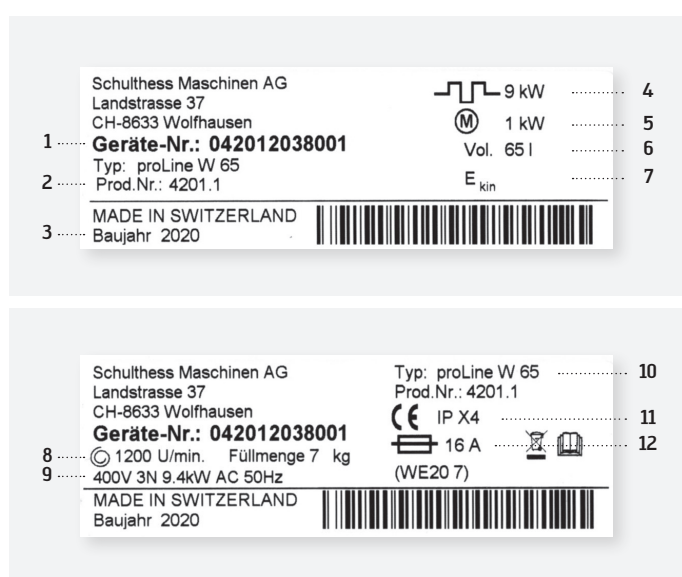 Schulthess Maschinen AG
Landstrasse 37
CH-8633 Wolfhausen
1 Geräte-Nr.: 042012038001
Typ: proLine W 65
2 Prod.Nr.: 4201.1
MADE IN SWITZERLAND
3 Baujahr 2020
9 kW 4
M 1 kW 5
Vol. 65 l 6
E kin 7
Schulthess Maschinen AG
Landstrasse 37
CH-8633 Wolfhausen
Geräte-Nr.: 042012038001
8 1200 U/min. Füllmenge 7 kg
9 400V 3N 9.4kW AC 50Hz
MADE IN SWITZERLAND
Baujahr 2020
Typ: proLine W 65 10
Prod.Nr.: 4201.1
CE IP X4 11
16 A 12
(WE20 7)